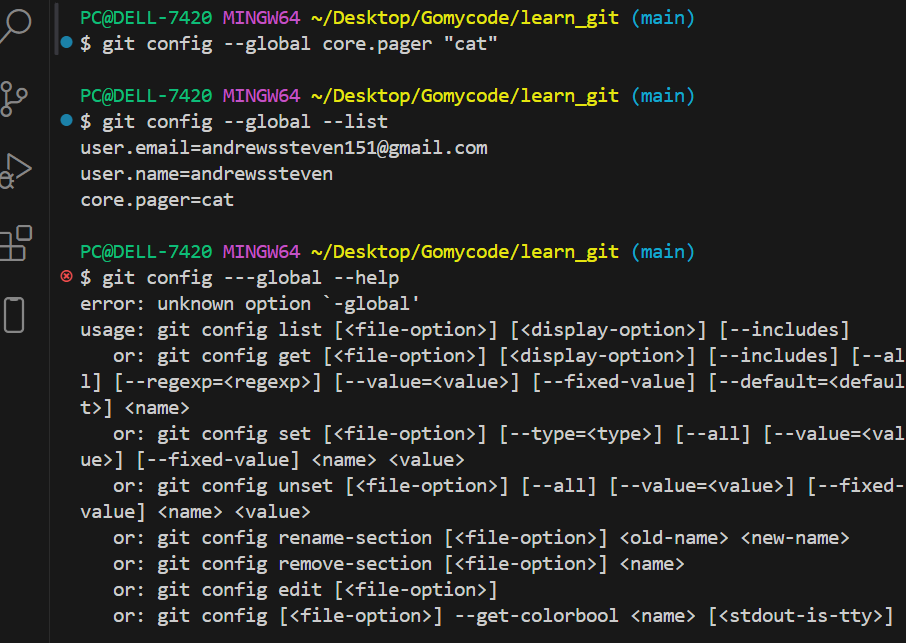 PC@DELL-7420 MINGW64 ~/Desktop/Gomycode/learn_git (main)
$ git config --global core.pager "cat"
PC@DELL-7420 MINGW64 ~/Desktop/Gomycode/learn_git (main)
$ git config --global --list
user.email=andrewssteven151@gmail.com
user.name=andrewssteven
core.pager=cat
PC@DELL-7420 MINGW64 ~/Desktop/Gomycode/learn_git (main)
$ git config ---global --help
error: unknown option `-global'
usage: git config list [<file-option>] [<display-option>] [--includes]
   or: git config get [<file-option>] [<display-option>] [--includes] [--al
l] [--regexp=<regexp>] [--value=<value>] [--fixed-value] [--default=<defaul
t>] <name>
   or: git config set [<file-option>] [--type=<type>] [--all] [--value=<val
ue>] [--fixed-value] <name> <value>
   or: git config unset [<file-option>] [--all] [--value=<value>] [--fixed-
value] <name> <value>
   or: git config rename-section [<file-option>] <old-name> <new-name>
   or: git config remove-section [<file-option>] <name>
   or: git config edit [<file-option>]
   or: git config [<file-option>] --get-colorbool <name> [<stdout-is-tty>]